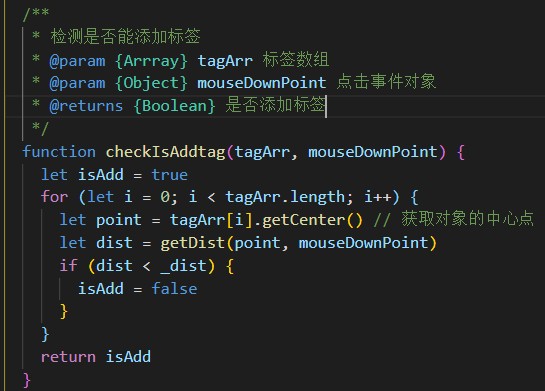 /**
 * 检测是否能添加标签
 * @param {Arrray} tagArr 标签数组
 * @param {Object} mouseDownPoint 点击事件对象
 * @returns {Boolean} 是否添加标签
 */
function checkIsAddtag(tagArr, mouseDownPoint) {
  let isAdd = true
  for (let i = 0; i < tagArr.length; i++) {
    let point = tagArr[i].getCenter() // 获取对象的中心点
    let dist = getDist(point, mouseDownPoint)
    if (dist < _dist) {
      isAdd = false
    }
  }
  return isAdd
}